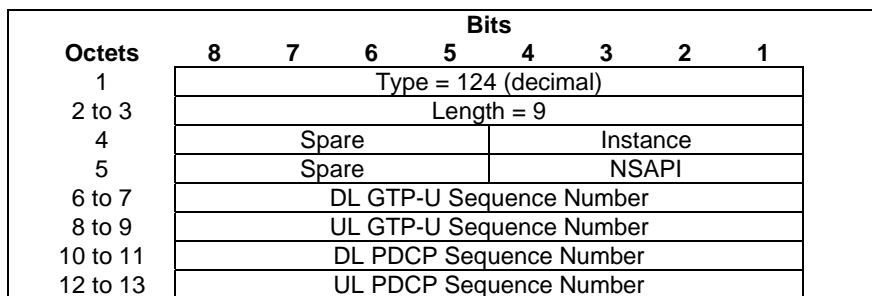 Bits
Octets 8 7 6 5 4 3 2 1
1 Type = 124 (decimal)
2 to 3 Length = 9
4 Spare Instance
5 Spare NSAPI
6 to 7 DL GTP-U Sequence Number
8 to 9 UL GTP-U Sequence Number
10 to 11 DL PDCP Sequence Number
12 to 13 UL PDCP Sequence Number